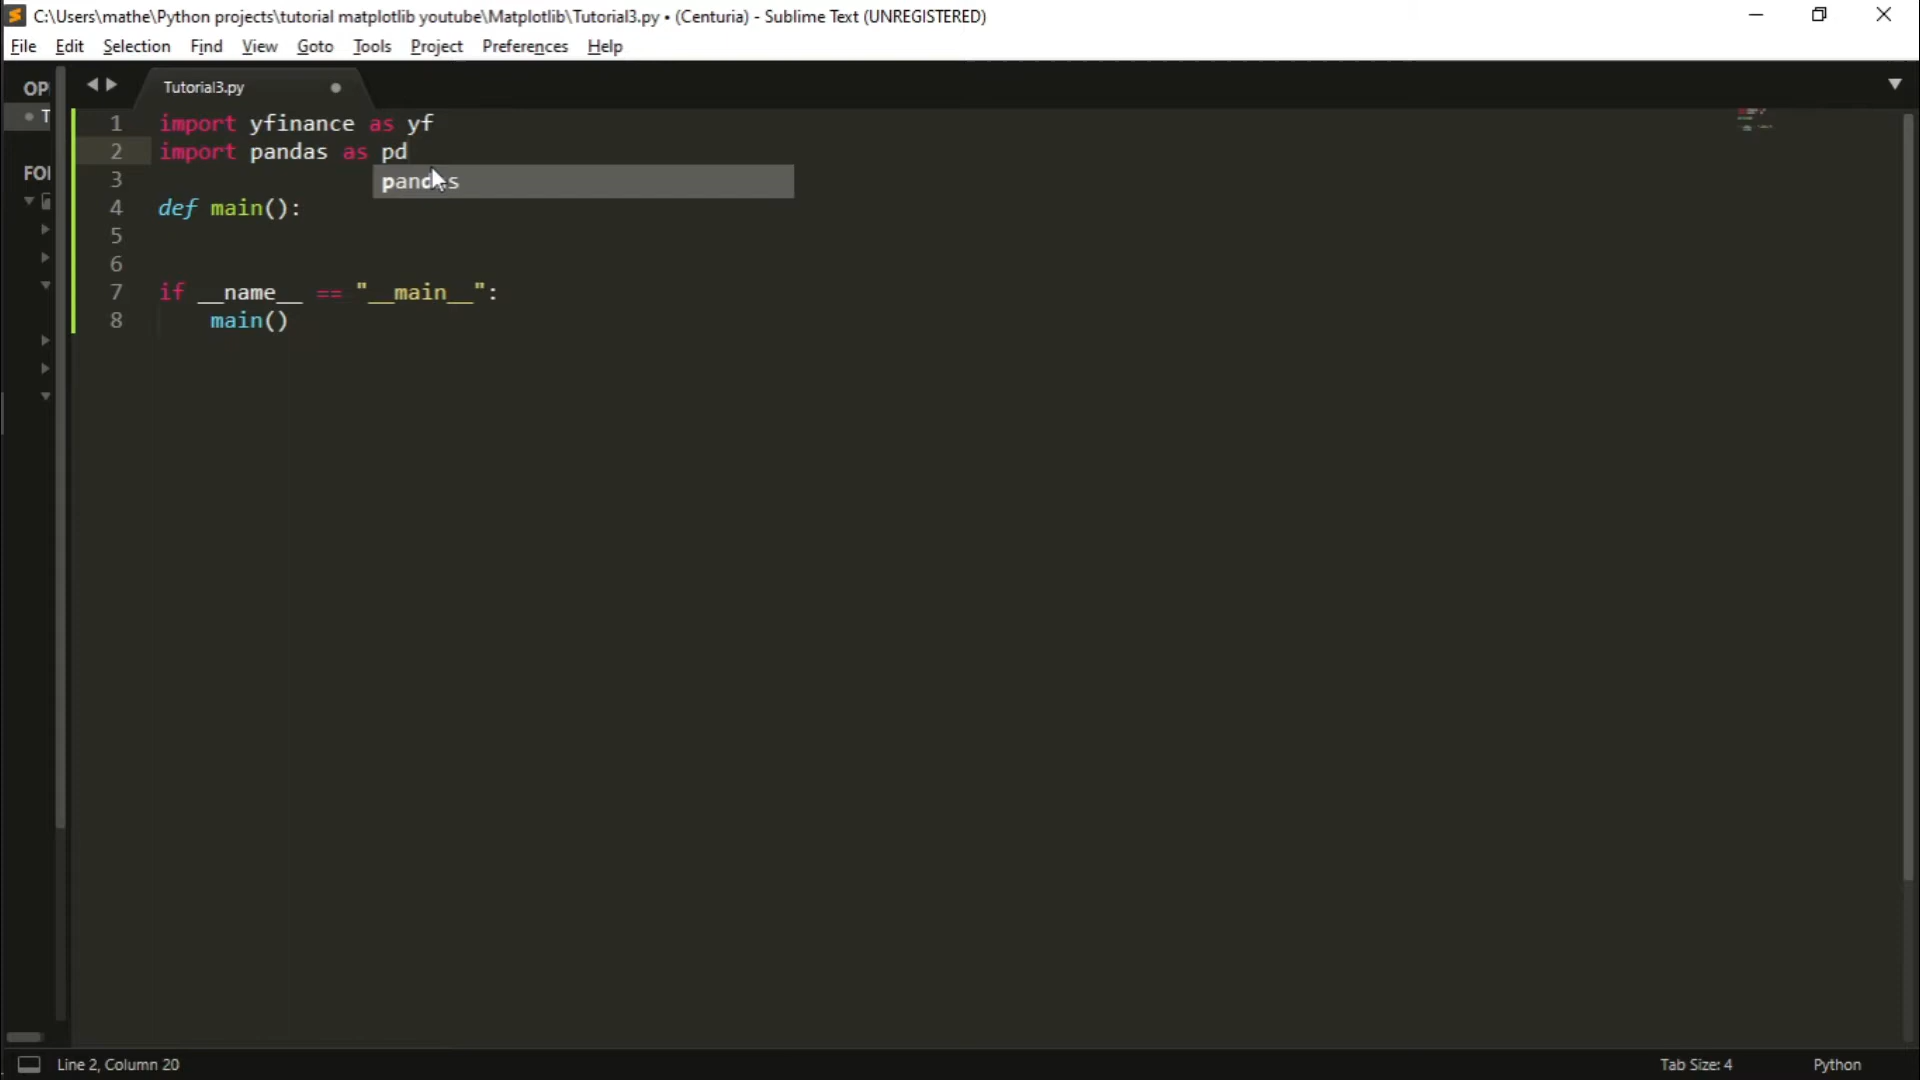 C:\Users\mathe\Python projects\tutorial matplotlib youtube\Matplotlib\Tutorial3.py • (Centuria) - Sublime Text (UNREGISTERED)
File Edit Selection Find View Goto Tools Project Preferences Help
OP
Tutorial3.py
T
1 import yfinance as yf
2 import pandas as pd
FO
3
pandas
4 def main():
5
6
7 if __name__ == "__main__":
8 main()
Line 2, Column 20
Tab Size: 4
Python